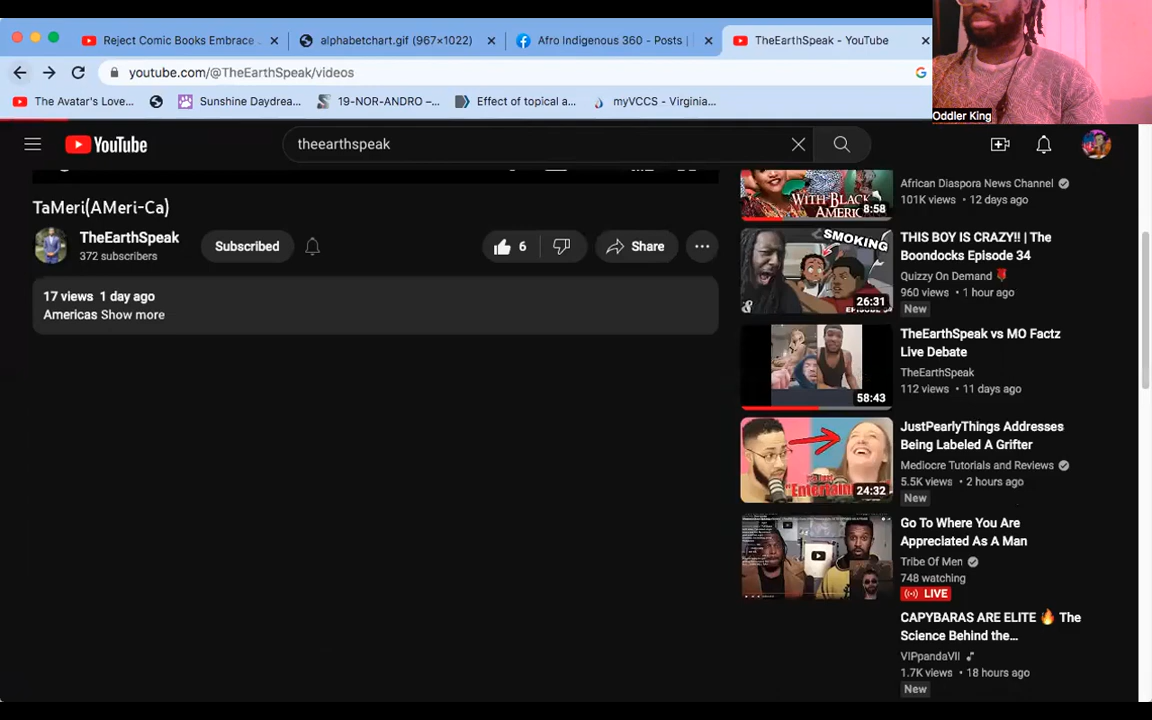 Reject Comic Books Embrace
alphabetchart.gif (967×1022)
Afro Indigenous 360 - Posts |
TheEarthSpeak - YouTube
youtube.com/@TheEarthSpeak/videos
The Avatar's Love...
Sunshine Daydrea...
19-NOR-ANDRO –...
Effect of topical a...
myVCCS - Virginia...
Oddler King
YouTube
theearthspeak
TaMeri(AMeri-Ca)
TheEarthSpeak
372 subscribers
Subscribed
6
Share
17 views 1 day ago
Americas Show more
WITH BLACK
8:58
African Diaspora News Channel
101K views • 12 days ago
SMOKING
26:31
THIS BOY IS CRAZY!! | The
Boondocks Episode 34
Quizzy On Demand
960 views • 1 hour ago
New
58:43
TheEarthSpeak vs MO Factz
Live Debate
TheEarthSpeak
112 views • 11 days ago
24:32
JustPearlyThings Addresses
Being Labeled A Grifter
Mediocre Tutorials and Reviews
5.5K views • 2 hours ago
New
Go To Where You Are
Appreciated As A Man
Tribe Of Men
748 watching
LIVE
CAPYBARAS ARE ELITE 🔥 The
Science Behind the...
VIPpandaVII
1.7K views • 18 hours ago
New